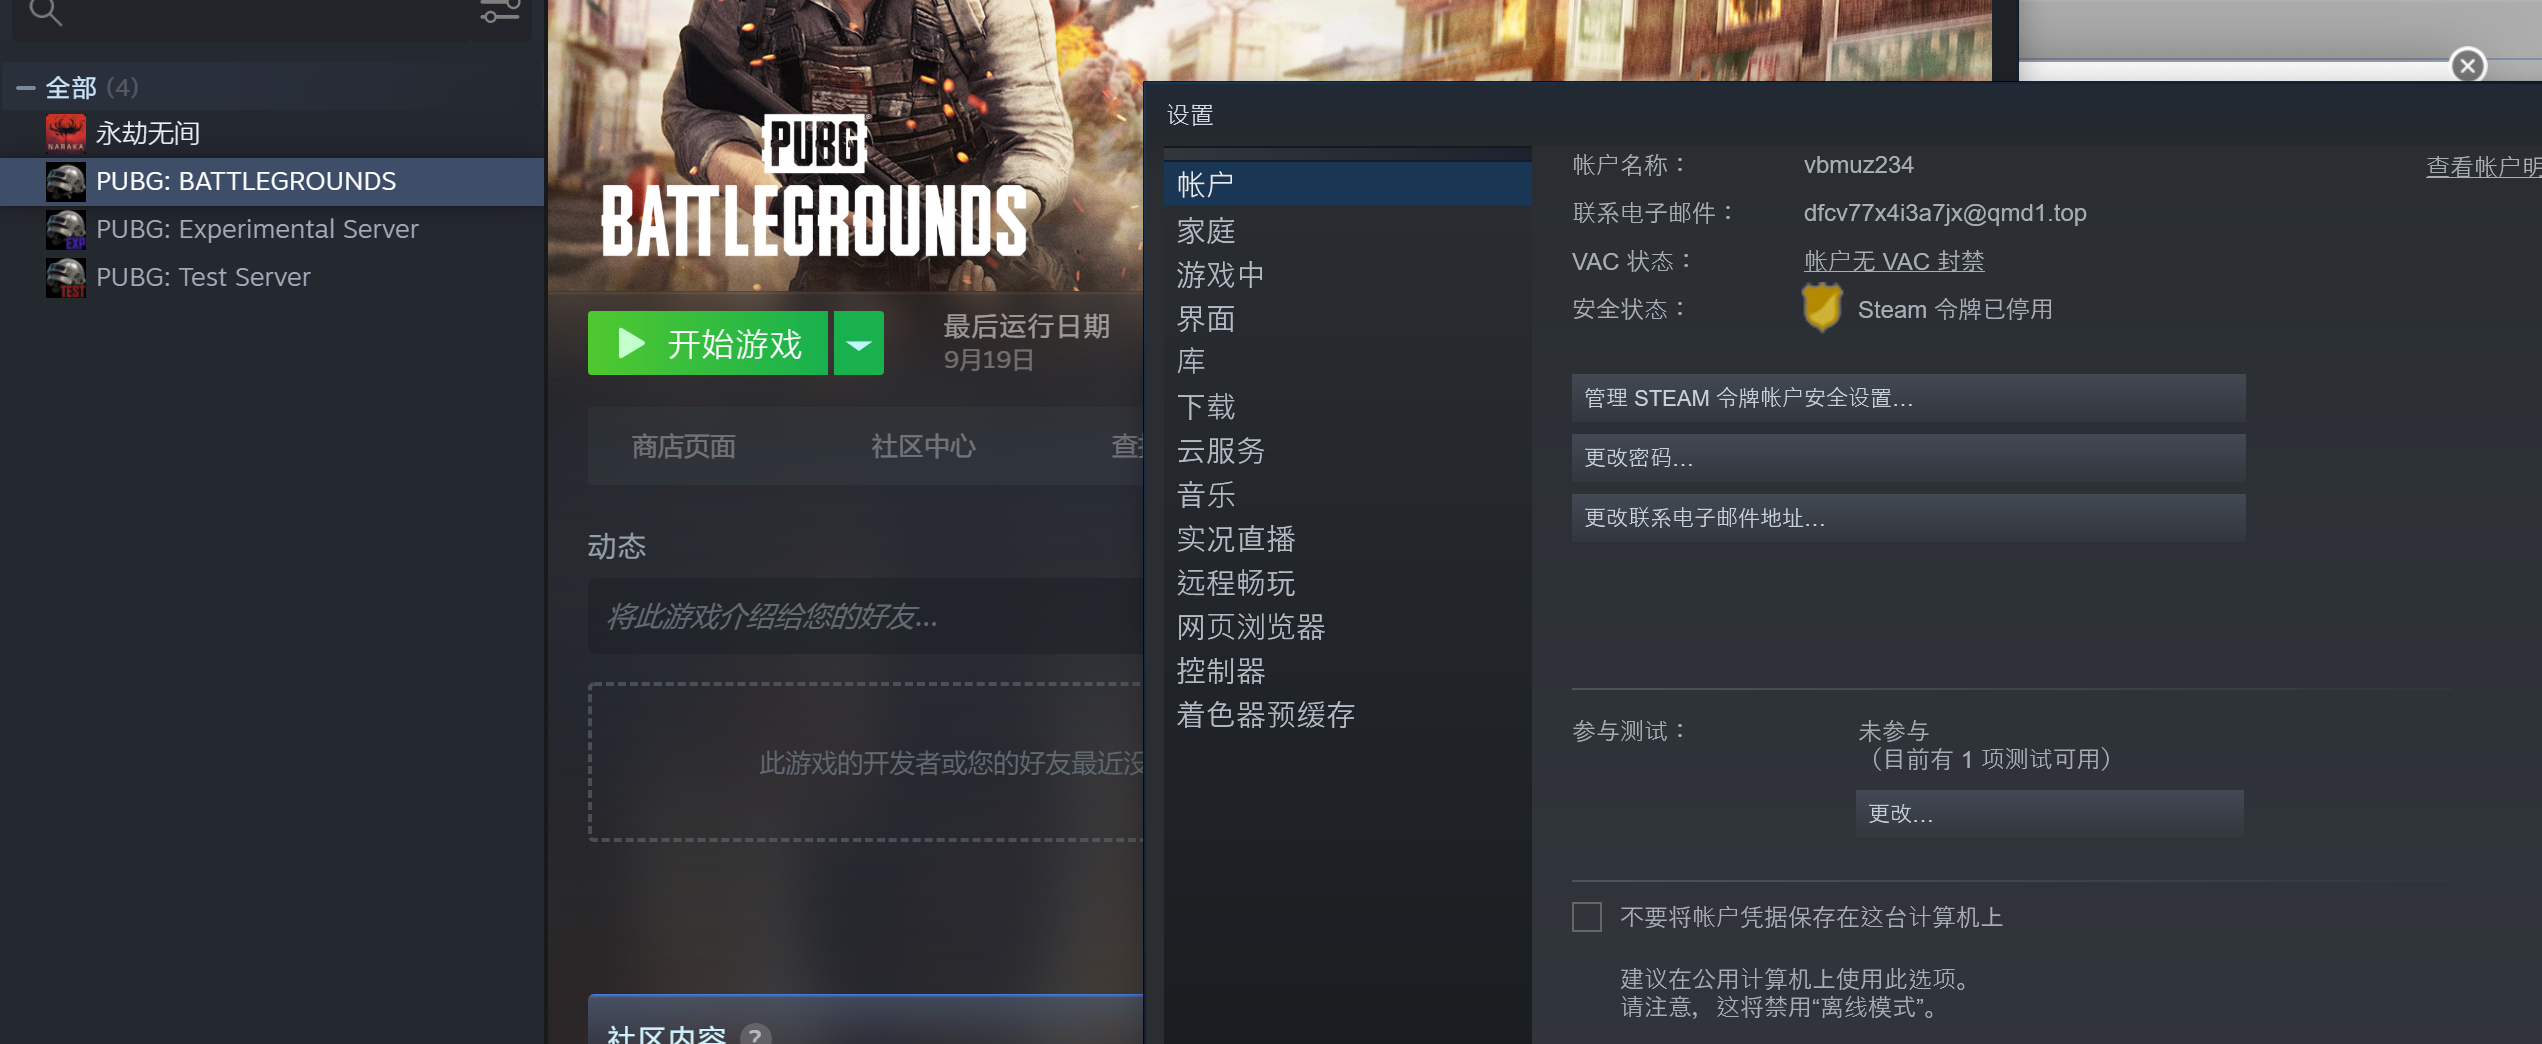 全部 (4)
永劫无间
PUBG: BATTLEGROUNDS
PUBG: Experimental Server
PUBG: Test Server
NARAKA
EXP
TEST
PUBG
BATTLEGROUNDS
开始游戏
最后运行日期
9月19日
商店页面
社区中心
动态
将此游戏介绍给您的好友...
此游戏的开发者或您的好友最近没
社区内容 ?
设置
帐户
家庭
游戏中
界面
库
下载
云服务
音乐
实况直播
远程畅玩
网页浏览器
控制器
着色器预缓存
帐户名称： vbmuz234
查看帐户明
联系电子邮件： dfcv77x4i3a7jx@qmd1.top
VAC 状态： 帐户无 VAC 封禁
安全状态： Steam 令牌已停用
管理 STEAM 令牌帐户安全设置...
更改密码...
更改联系电子邮件地址...
参与测试： 未参与
（目前有 1 项测试可用）
更改...
不要将帐户凭据保存在这台计算机上
建议在公用计算机上使用此选项。
请注意，这将禁用“离线模式”。